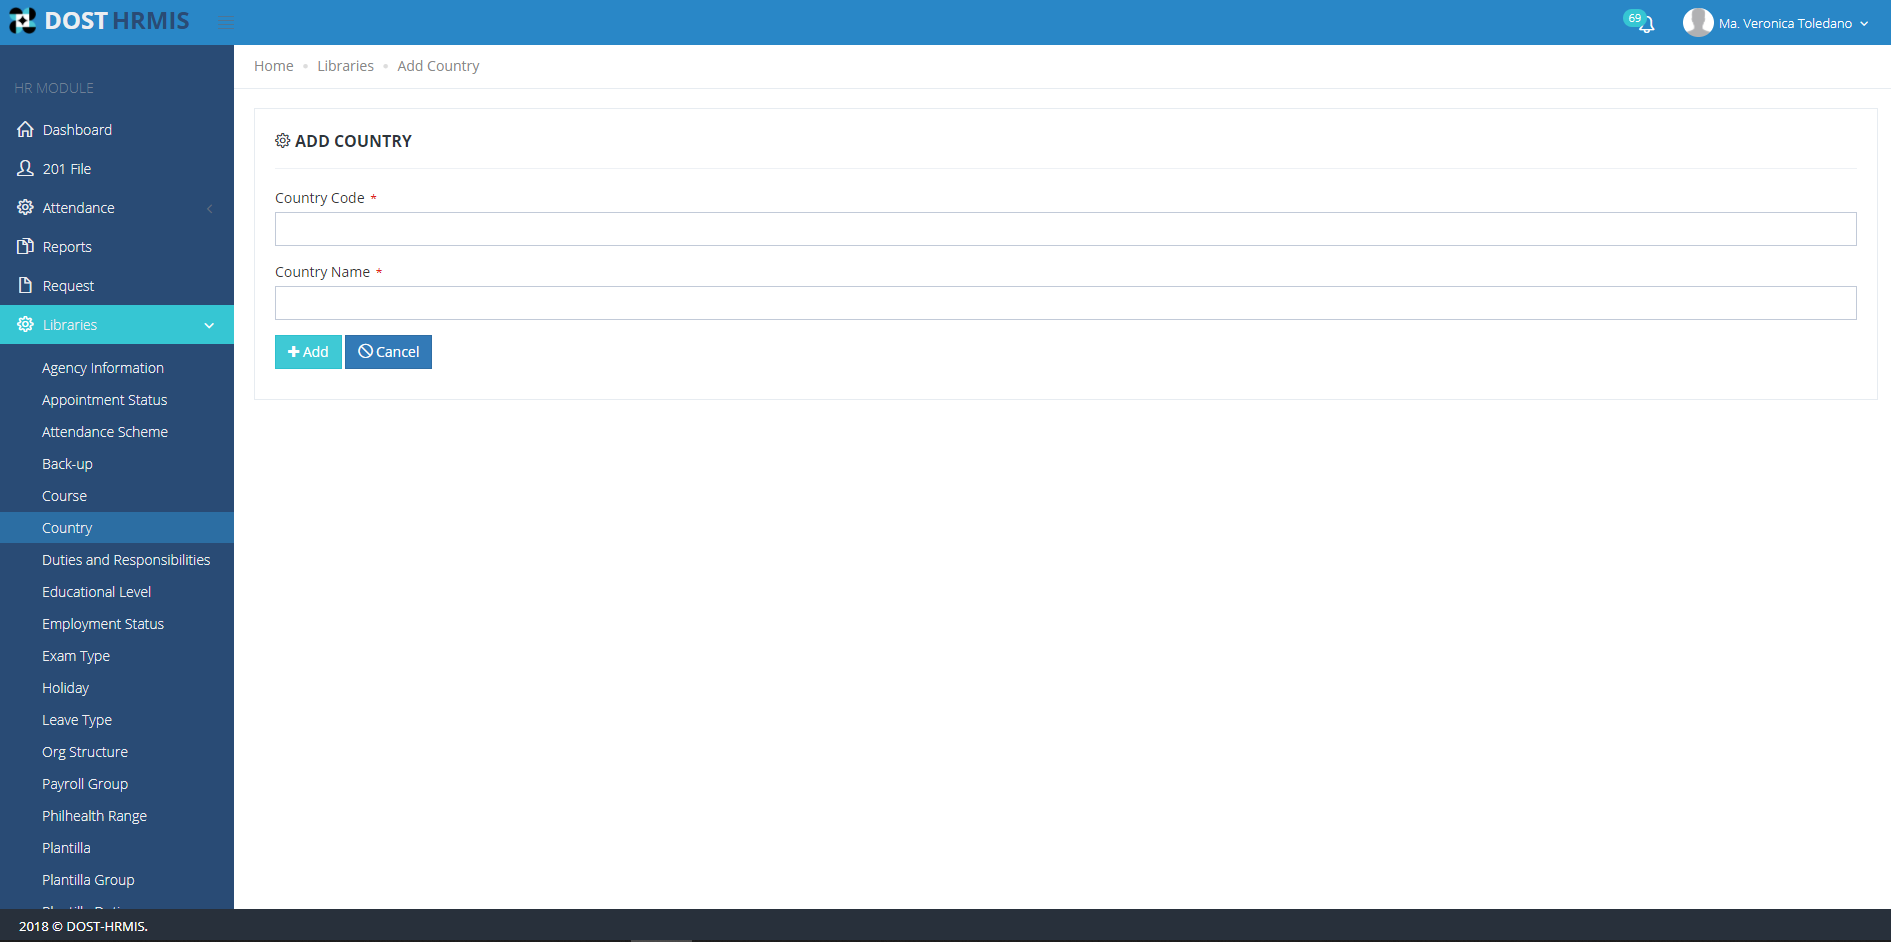 DOST HRMIS
69
Ma. Veronica Toledano
HR MODULE
Dashboard
201 File
Attendance
Reports
Request
Libraries
Agency Information
Appointment Status
Attendance Scheme
Back-up
Course
Country
Duties and Responsibilities
Educational Level
Employment Status
Exam Type
Holiday
Leave Type
Org Structure
Payroll Group
Philhealth Range
Plantilla
Plantilla Group
Home • Libraries • Add Country
ADD COUNTRY
Country Code *
Country Name *
Add
Cancel
2018 © DOST-HRMIS.